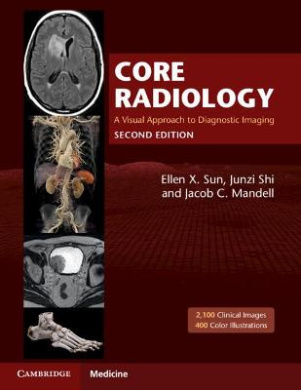 CORE
RADIOLOGY
A Visual Approach to Diagnostic Imaging
SECOND EDITION
Ellen X. Sun, Junzi Shi
and Jacob C. Mandell
2,100 Clinical Images
400 Color Illustrations
CAMBRIDGE Medicine